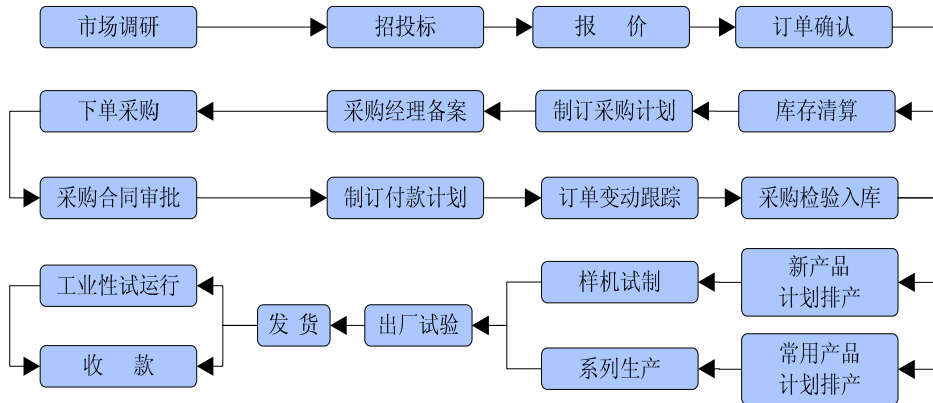 市场调研
招投标
报 价
订单确认
下单采购
采购经理备案
制订采购计划
库存清算
采购合同审批
制订付款计划
订单变动跟踪
采购检验入库
工业性试运行
收 款
发 货
出厂试验
样机试制
系列生产
新产品
计划排产
常用产品
计划排产